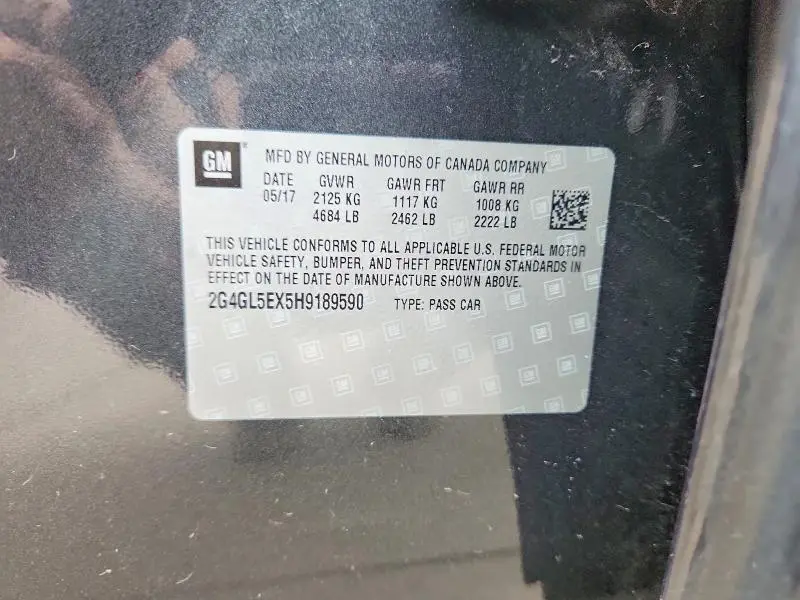 GM ® MFD BY GENERAL MOTORS OF CANADA COMPANY
DATE GVWR GAWR FRT GAWR RR
05/17 2125 KG 1117 KG 1008 KG
4684 LB 2462 LB 2222 LB
THIS VEHICLE CONFORMS TO ALL APPLICABLE U.S. FEDERAL MOTOR
VEHICLE SAFETY, BUMPER, AND THEFT PREVENTION STANDARDS IN
EFFECT ON THE DATE OF MANUFACTURE SHOWN ABOVE.
2G4GL5EX5H9189590 TYPE: PASS CAR